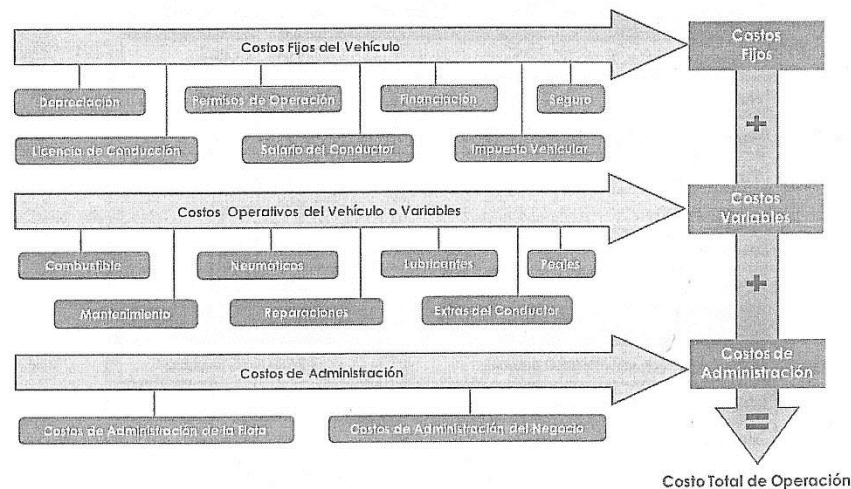 Costos Fijos del Vehículo
Costos
Fijos
Depreciación
Permisos de Operación
Financiación
Seguro
Licencia de Conducción
Salario del Conductor
Impuesto Vehicular
+
Costos Operativos del Vehículo o Variables
Costos
Variables
Combustible
Neumáticos
Lubricantes
Peajes
Mantenimiento
Reparaciones
Extras del Conductor
+
Costos de Administración
Costos de
Administración
Costos de Administración de la Flota
Costos de Administración del Negocio
=
Costo Total de Operación